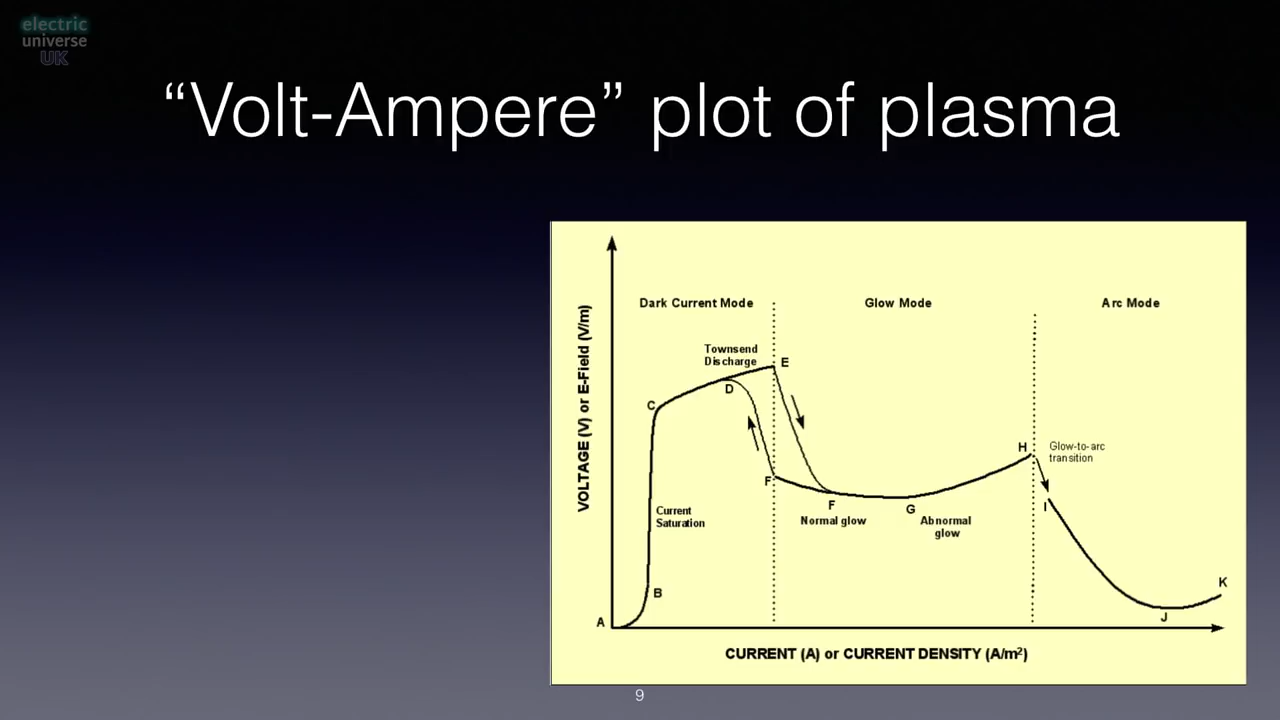 electric
universe
UK
“Volt-Ampere” plot of plasma
VOLTAGE (V) or E-Field (V/m)
Dark Current Mode
Glow Mode
Arc Mode
Townsend
Discharge
E
D
C
H
Glow-to-arc
transition
F
F
G
I
Current
Saturation
Normal glow
Abnormal
glow
B
K
J
A
CURRENT (A) or CURRENT DENSITY (A/m²)
9